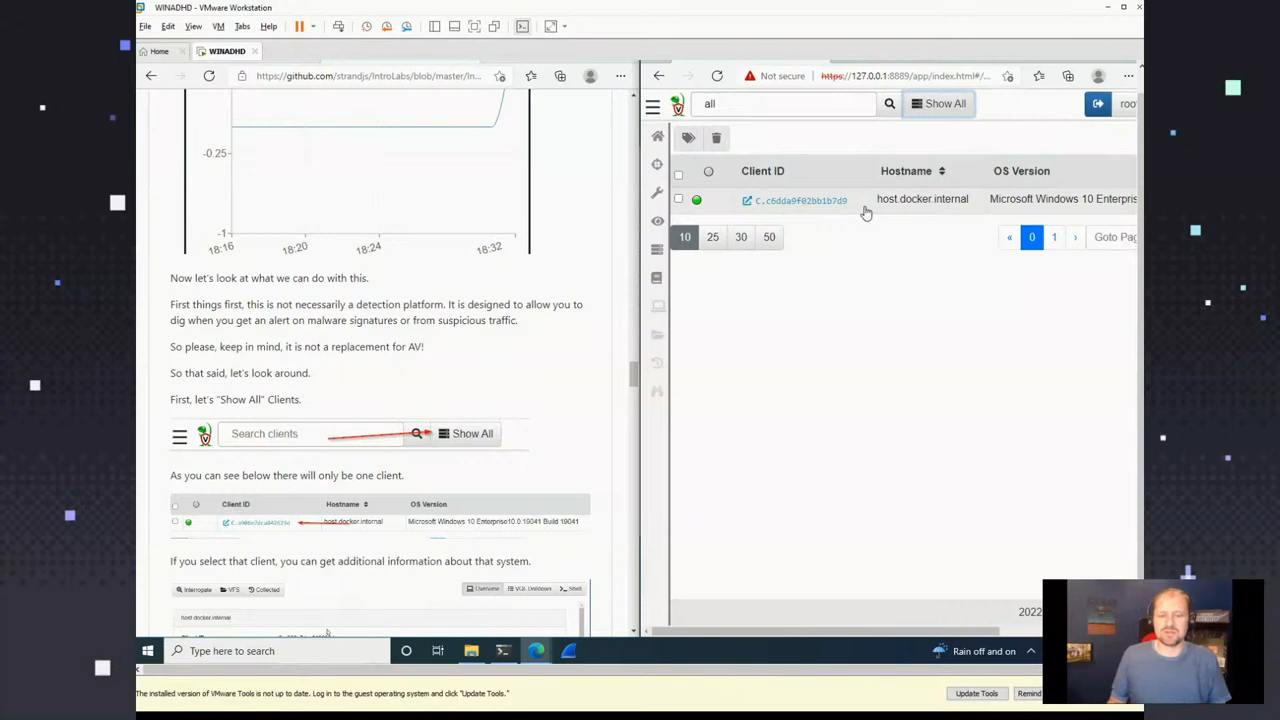 WINADHD - VMware Workstation
File Edit View VM Tabs Help
Home WINADHD
https://github.com/strandjs/IntroLabs/blob/master/In...
-0.25
-1
18:16 18:20 18:24 18:32
Now let's look at what we can do with this.
First things first, this is not necessarily a detection platform. It is designed to allow you to
dig when you get an alert on malware signatures or from suspicious traffic.
So please, keep in mind, it is not a replacement for AV!
So that said, let's look around.
First, let's "Show All" Clients.
Search clients Show All
As you can see below there will only be one client.
Client ID Hostname OS Version
host.docker.internal Microsoft Windows 10 Enterprise10.0.19041 Build 19041
If you select that client, you can get additional information about that system.
Interrogate VFS Collected Overview VQL Drilldown Shell
host.docker.internal
Not secure https://127.0.0.1:8889/app/index.html#/...
all Show All roo
Client ID Hostname OS Version
C.c6dda9f02bb1b7d9 host.docker.internal Microsoft Windows 10 Enterpris
10 25 30 50 « 0 1 › Goto Pag
2022
Type here to search Rain off and on
The installed version of VMware Tools is not up to date. Log in to the guest operating system and click "Update Tools."
Update Tools Remind